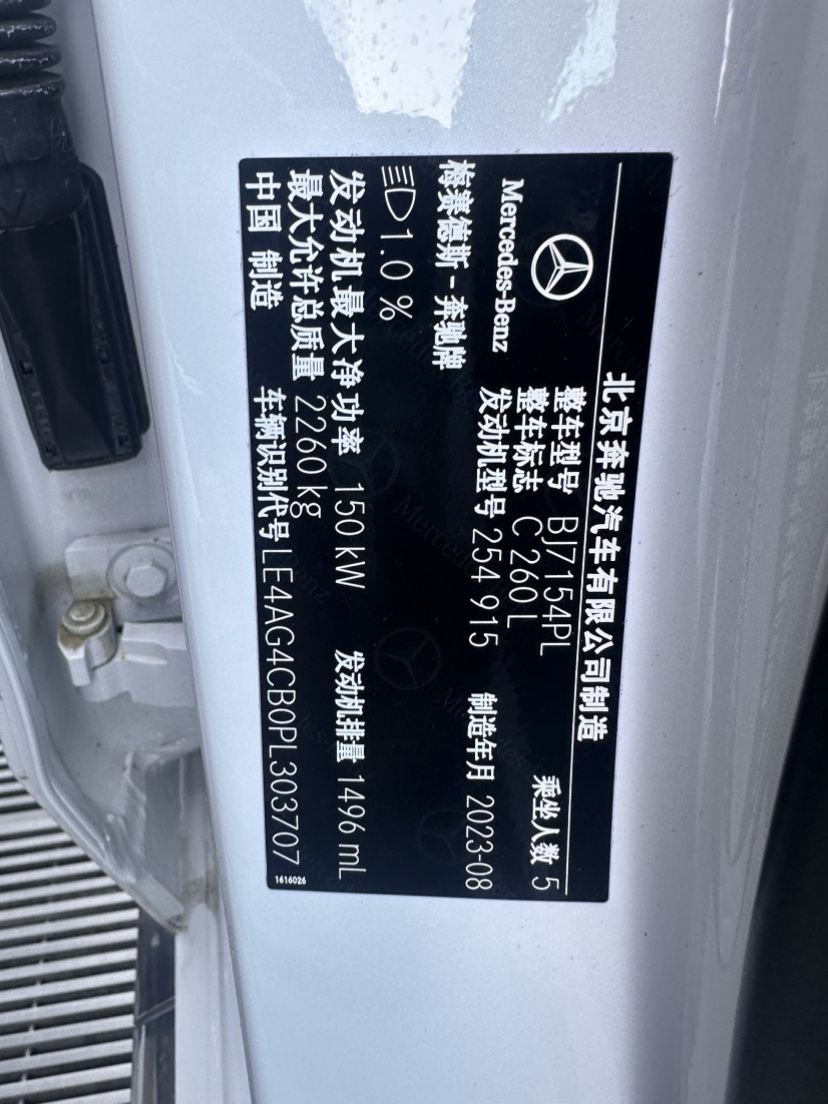 北京奔驰汽车有限公司制造
Mercedes-Benz
整车型号 BJ7154PL
整车标志 C 260 L 乘坐人数 5
发动机型号 254 915 制造年月 2023-08
梅赛德斯-奔驰牌
1.0 %
发动机最大净功率 150 kW 发动机排量 1496 mL
最大允许总质量 2260 kg
中国 制造 车辆识别代号 LE4AG4CB0PL303707
1616026